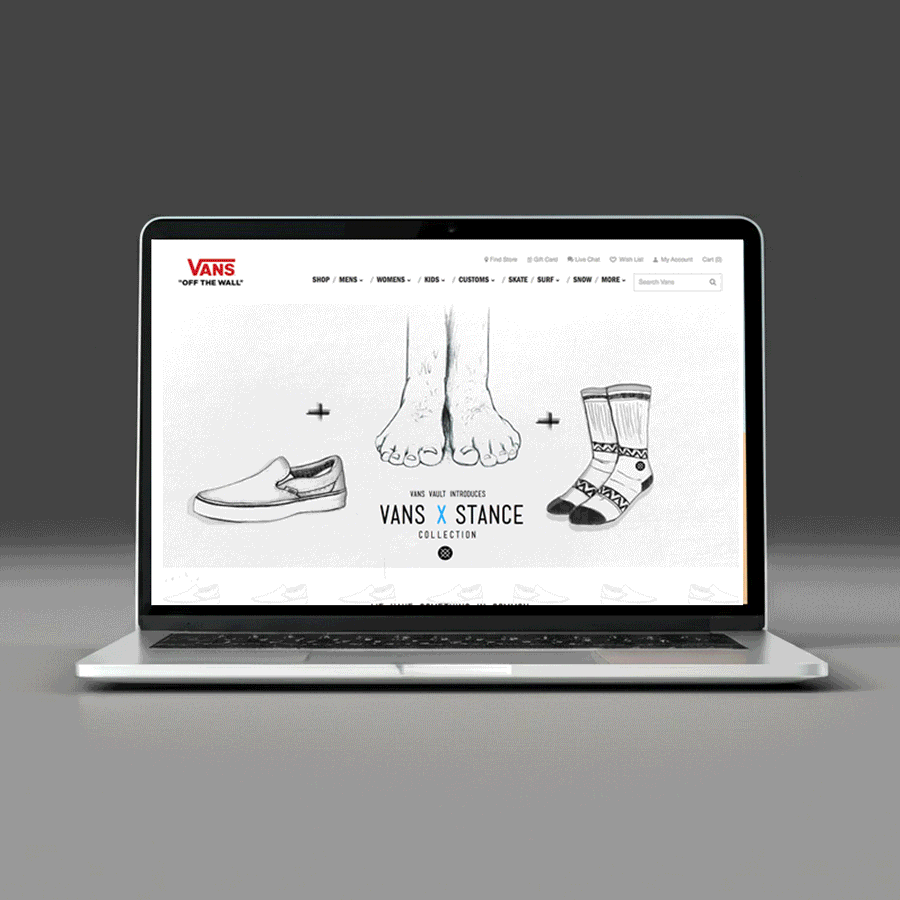 Find Store Gift Card Live Chat Wish List My Account Cart (0)
VANS
"OFF THE WALL"
SHOP / MENS / WOMENS / KIDS / CUSTOMS / SKATE / SURF / SNOW / MORE
Search Vans
VANS VAULT INTRODUCES
VANS X STANCE
COLLECTION